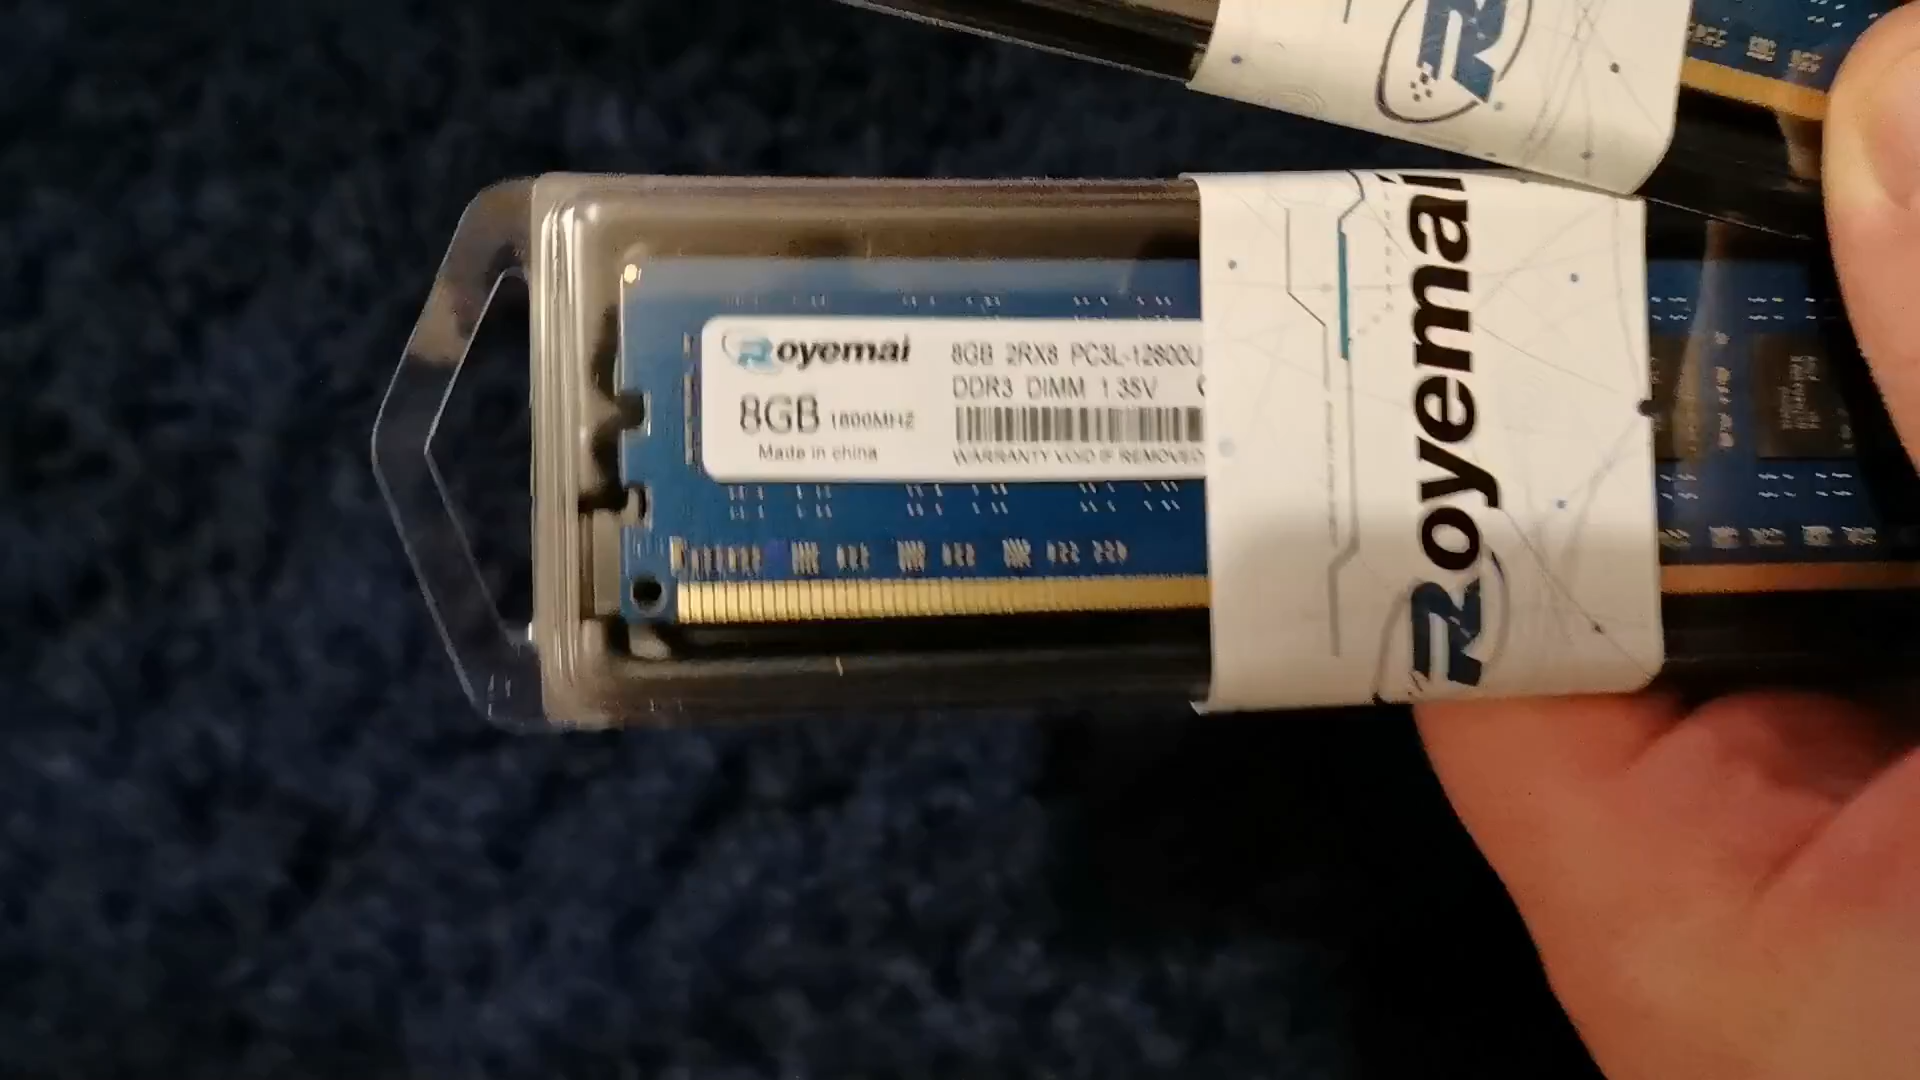 Royemai
8GB 2RX8 PC3L-12800U
DDR3 DIMM 1.35V
8GB 1600MHZ
Made in china
WARRANTY VOID IF REMOVED
Royemai
R